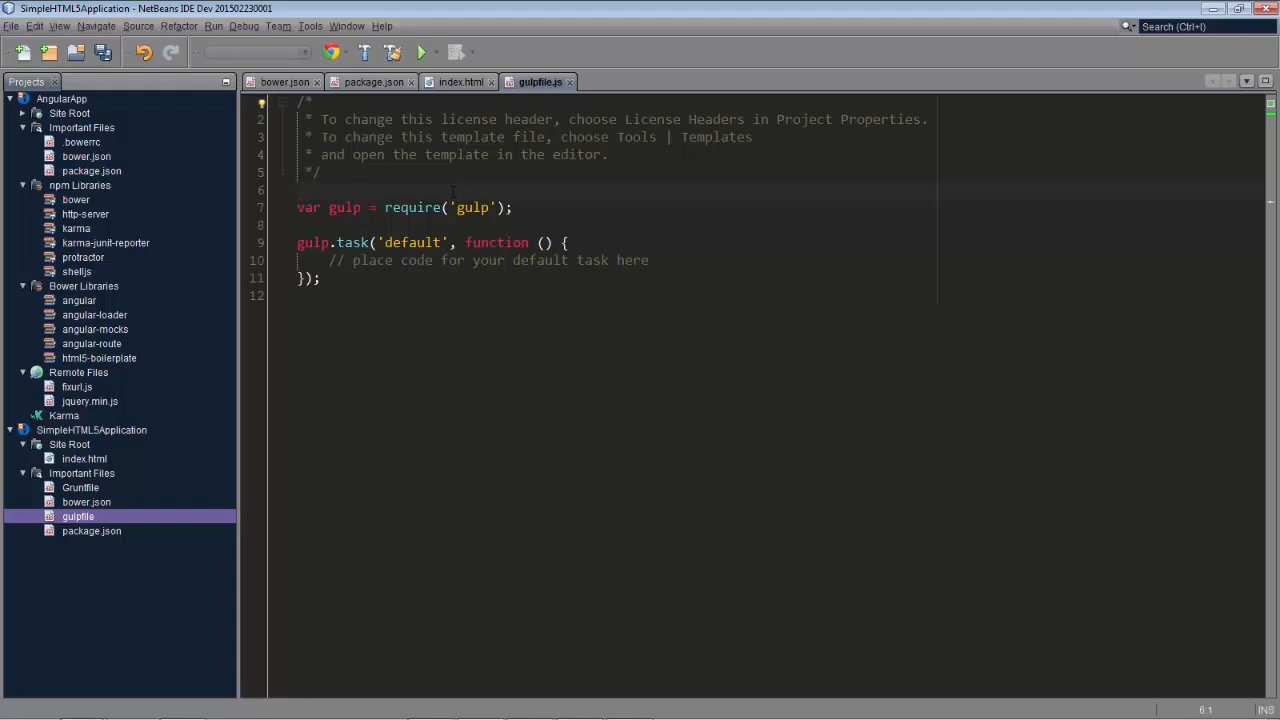 SimpleHTML5Application - NetBeans IDE Dev 201502230001
File Edit View Navigate Source Refactor Run Debug Team Tools Window Help
Search (Ctrl+I)
Projects
bower.json
package.json
index.html
gulpfile.js
AngularApp
Site Root
Important Files
.bowerrc
bower.json
package.json
npm Libraries
bower
http-server
karma
karma-junit-reporter
protractor
shelljs
Bower Libraries
angular
angular-loader
angular-mocks
angular-route
html5-boilerplate
Remote Files
fixurl.js
jquery.min.js
Karma
SimpleHTML5Application
Site Root
index.html
Important Files
Gruntfile
bower.json
gulpfile
package.json
/*
2 * To change this license header, choose License Headers in Project Properties.
3 * To change this template file, choose Tools | Templates
4 * and open the template in the editor.
5 */
6
7 var gulp = require('gulp');
8
9 gulp.task('default', function () {
10 // place code for your default task here
11 });
12
6:1 INS